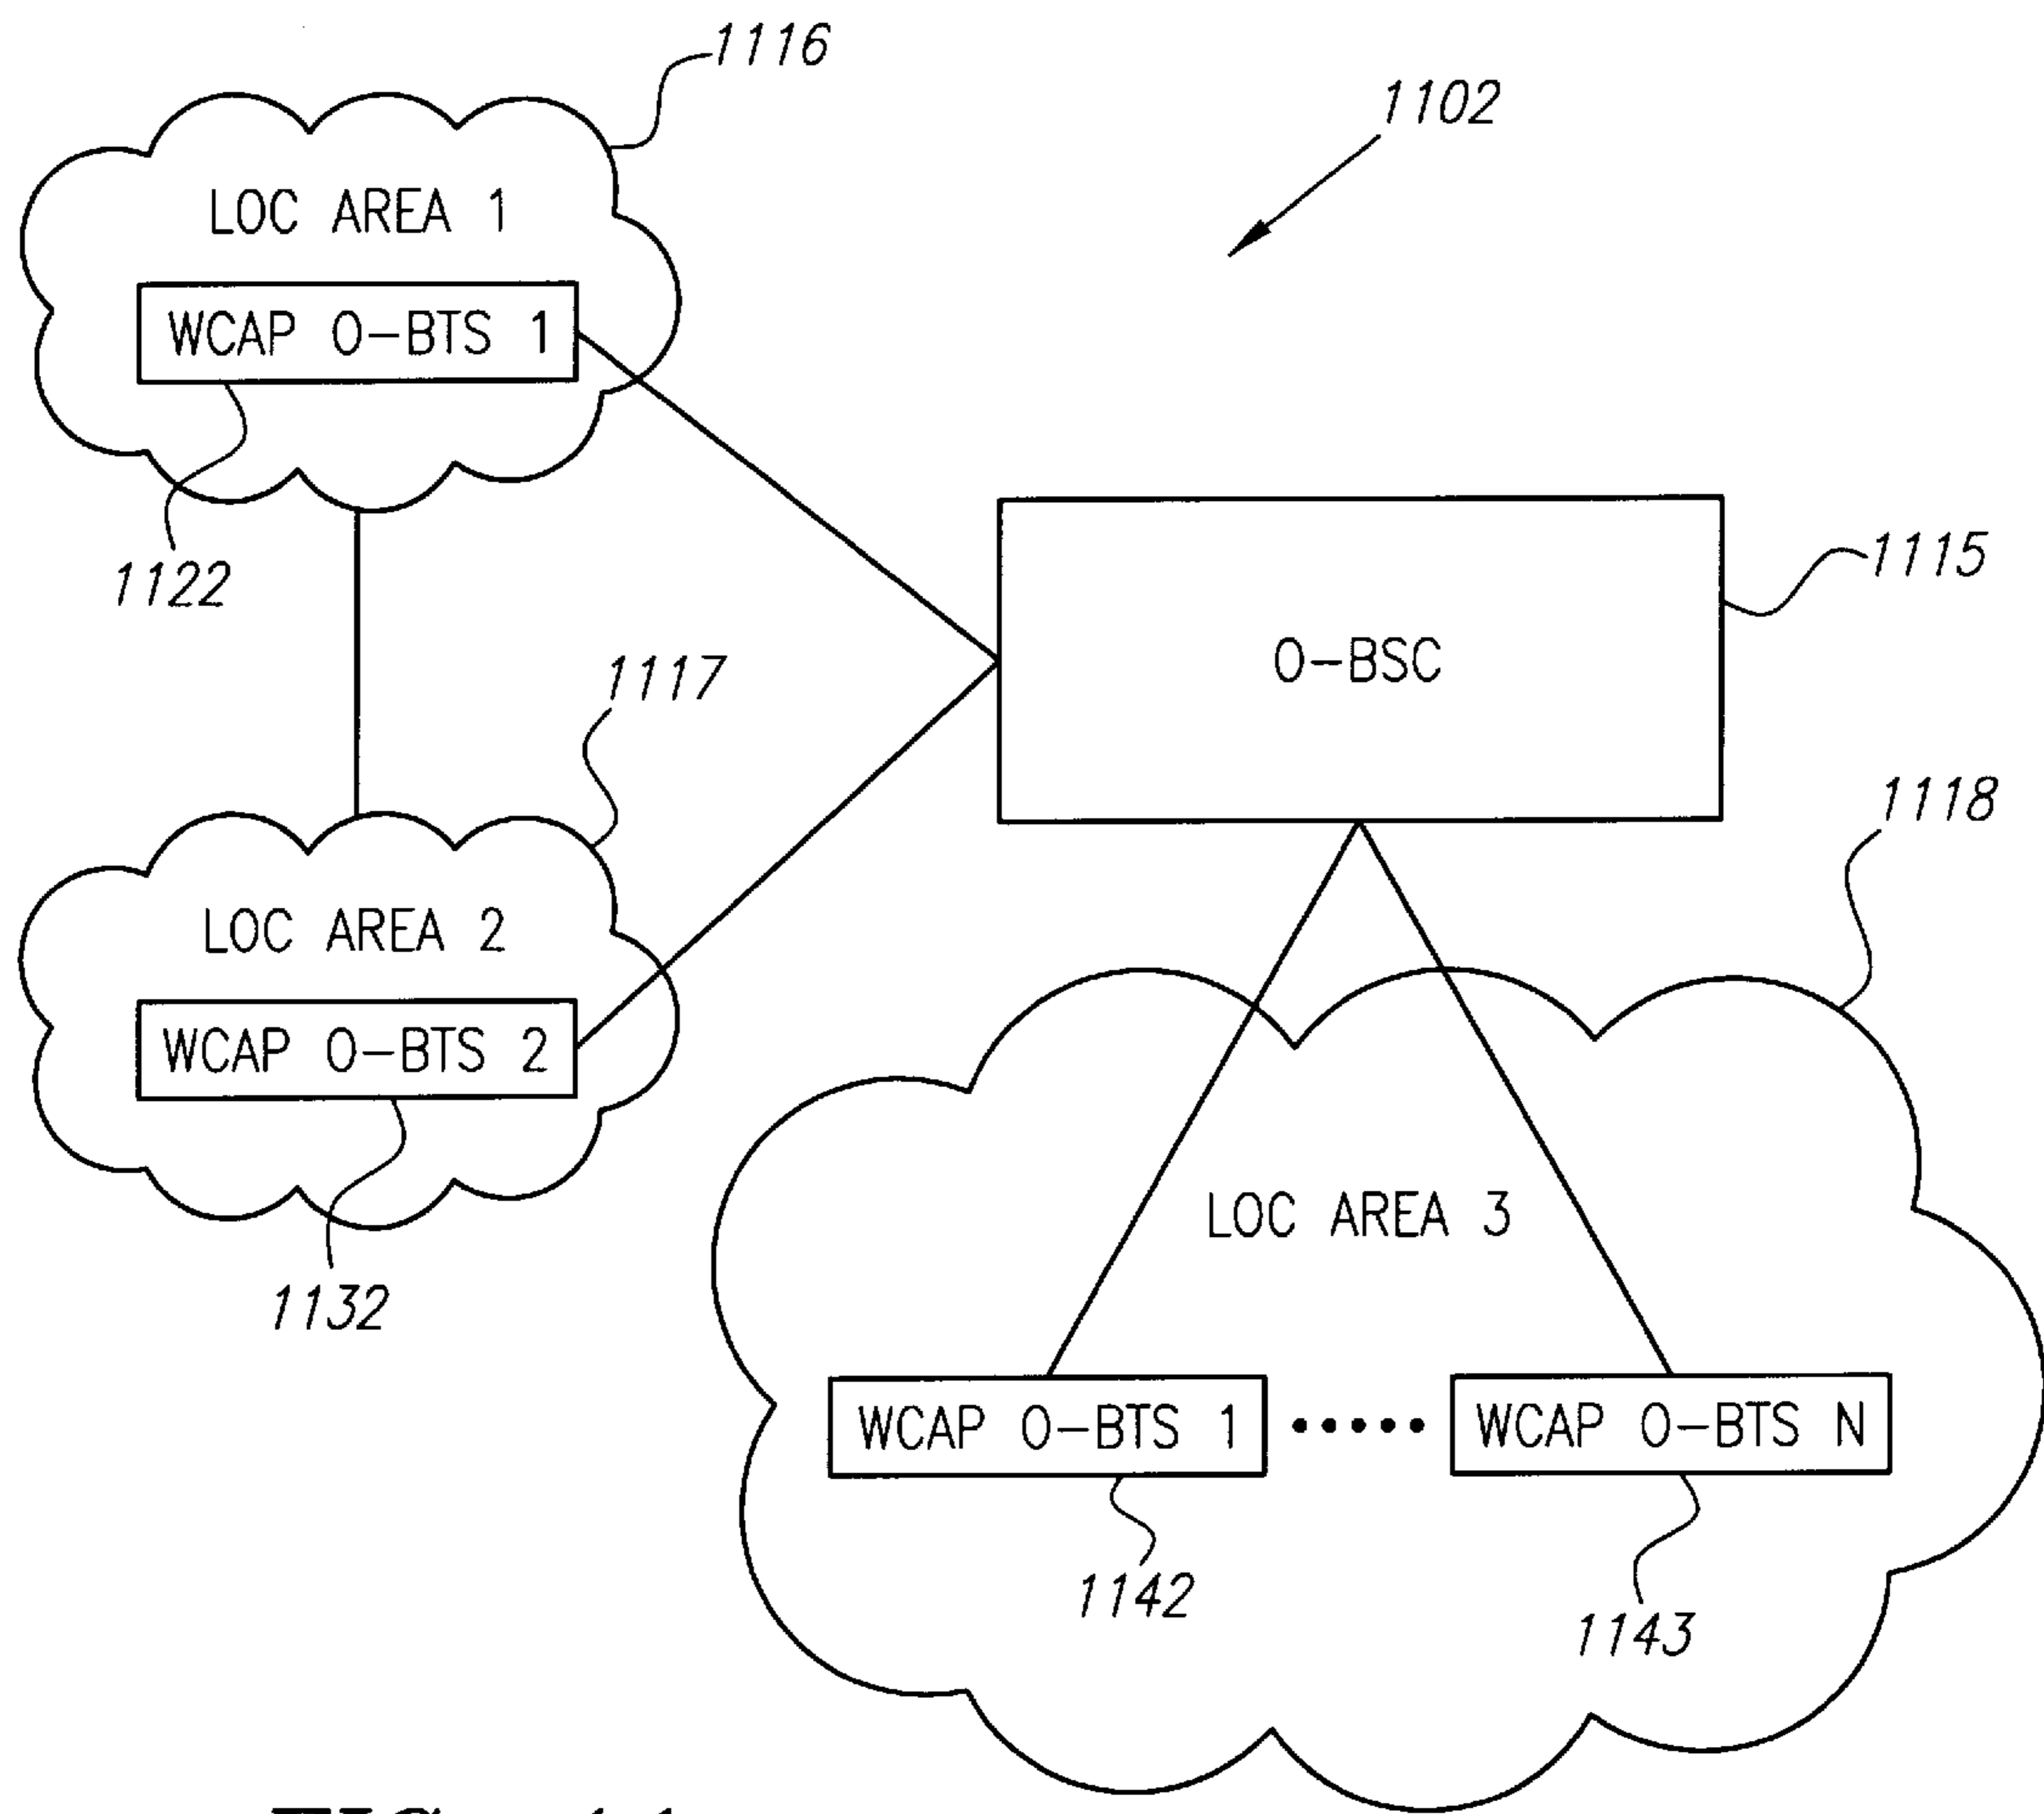 1116
1102
LOC AREA 1
WCAP O-BTS 1
1122
1115
O-BSC
1117
1118
LOC AREA 2
WCAP O-BTS 2
1132
LOC AREA 3
WCAP O-BTS 1 ••••• WCAP O-BTS N
1142
1143